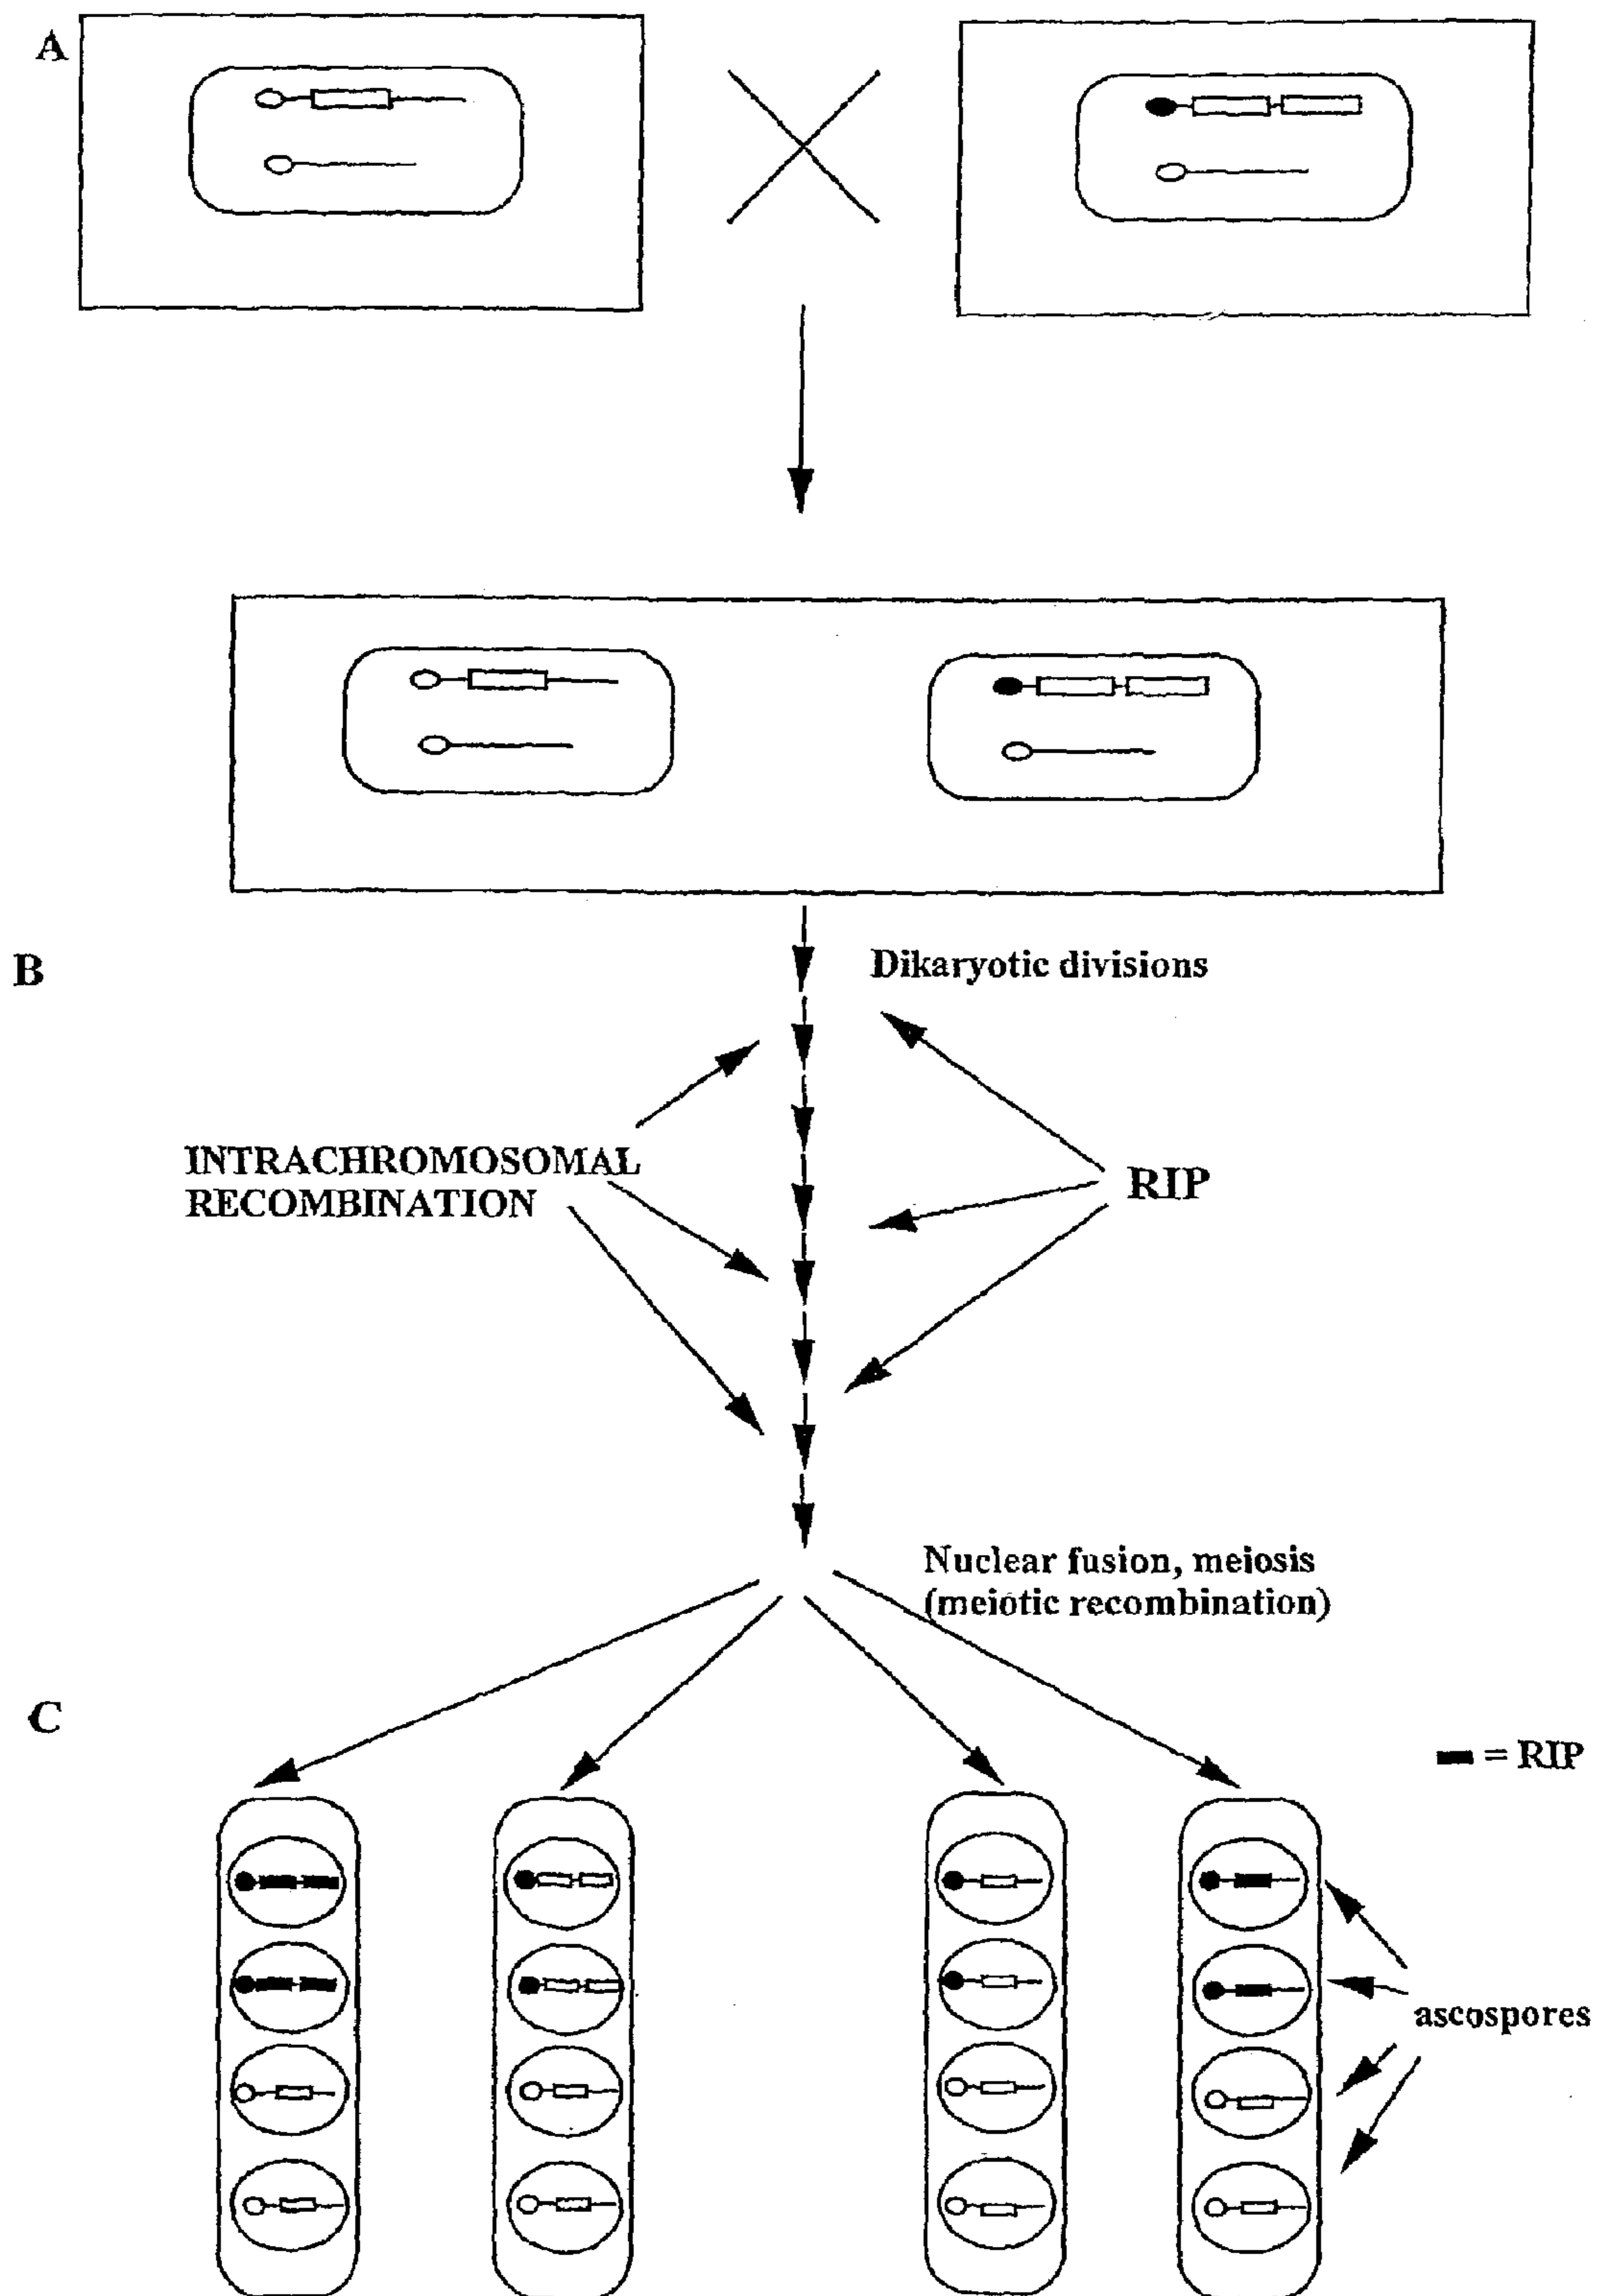 A
B
Dikaryotic divisions
INTRACHROMOSOMAL
RECOMBINATION
RIP
Nuclear fusion, meiosis
(meiotic recombination)
C
= RIP
ascospores